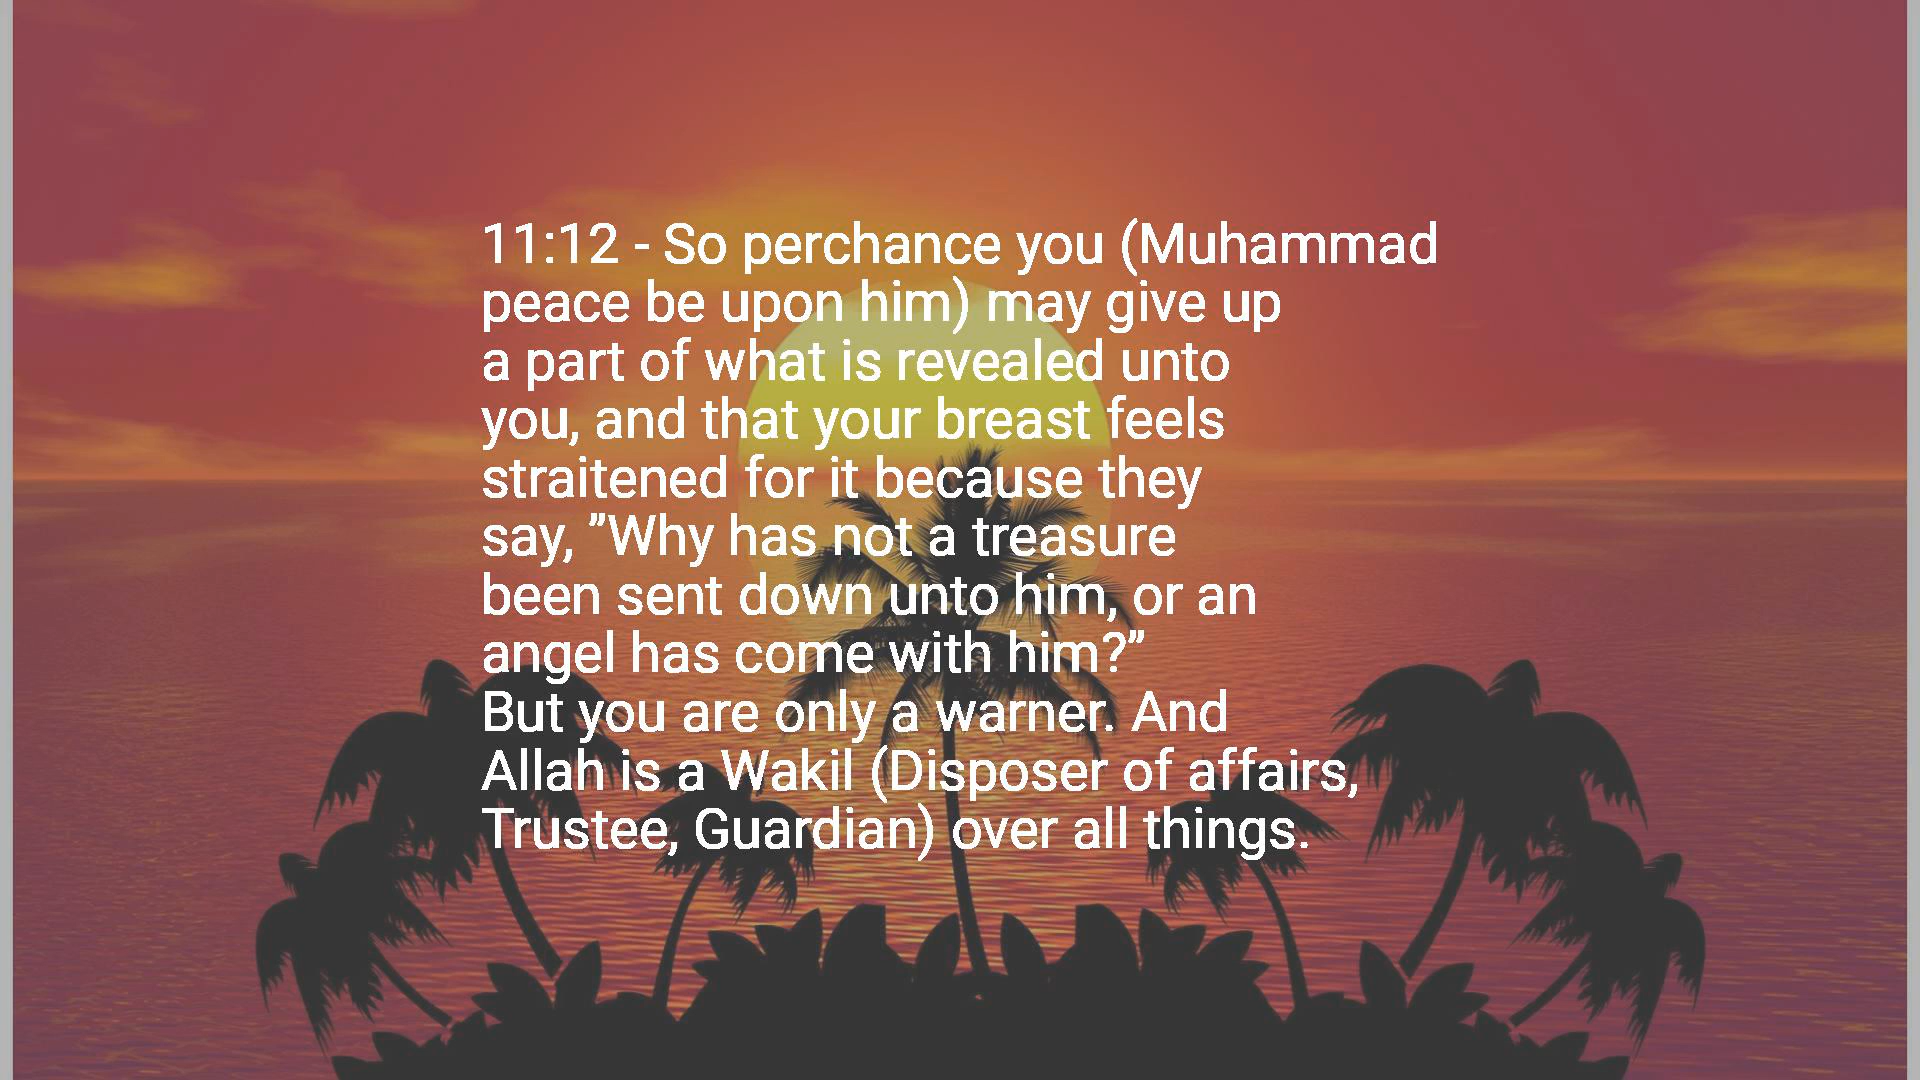 11:12 - So perchance you (Muhammad
peace be upon him) may give up
a part of what is revealed unto
you, and that your breast feels
straitened for it because they
say, ”Why has not a treasure
been sent down unto him, or an
angel has come with him?”
But you are only a warner. And
Allah is a Wakil (Disposer of affairs,
Trustee, Guardian) over all things.